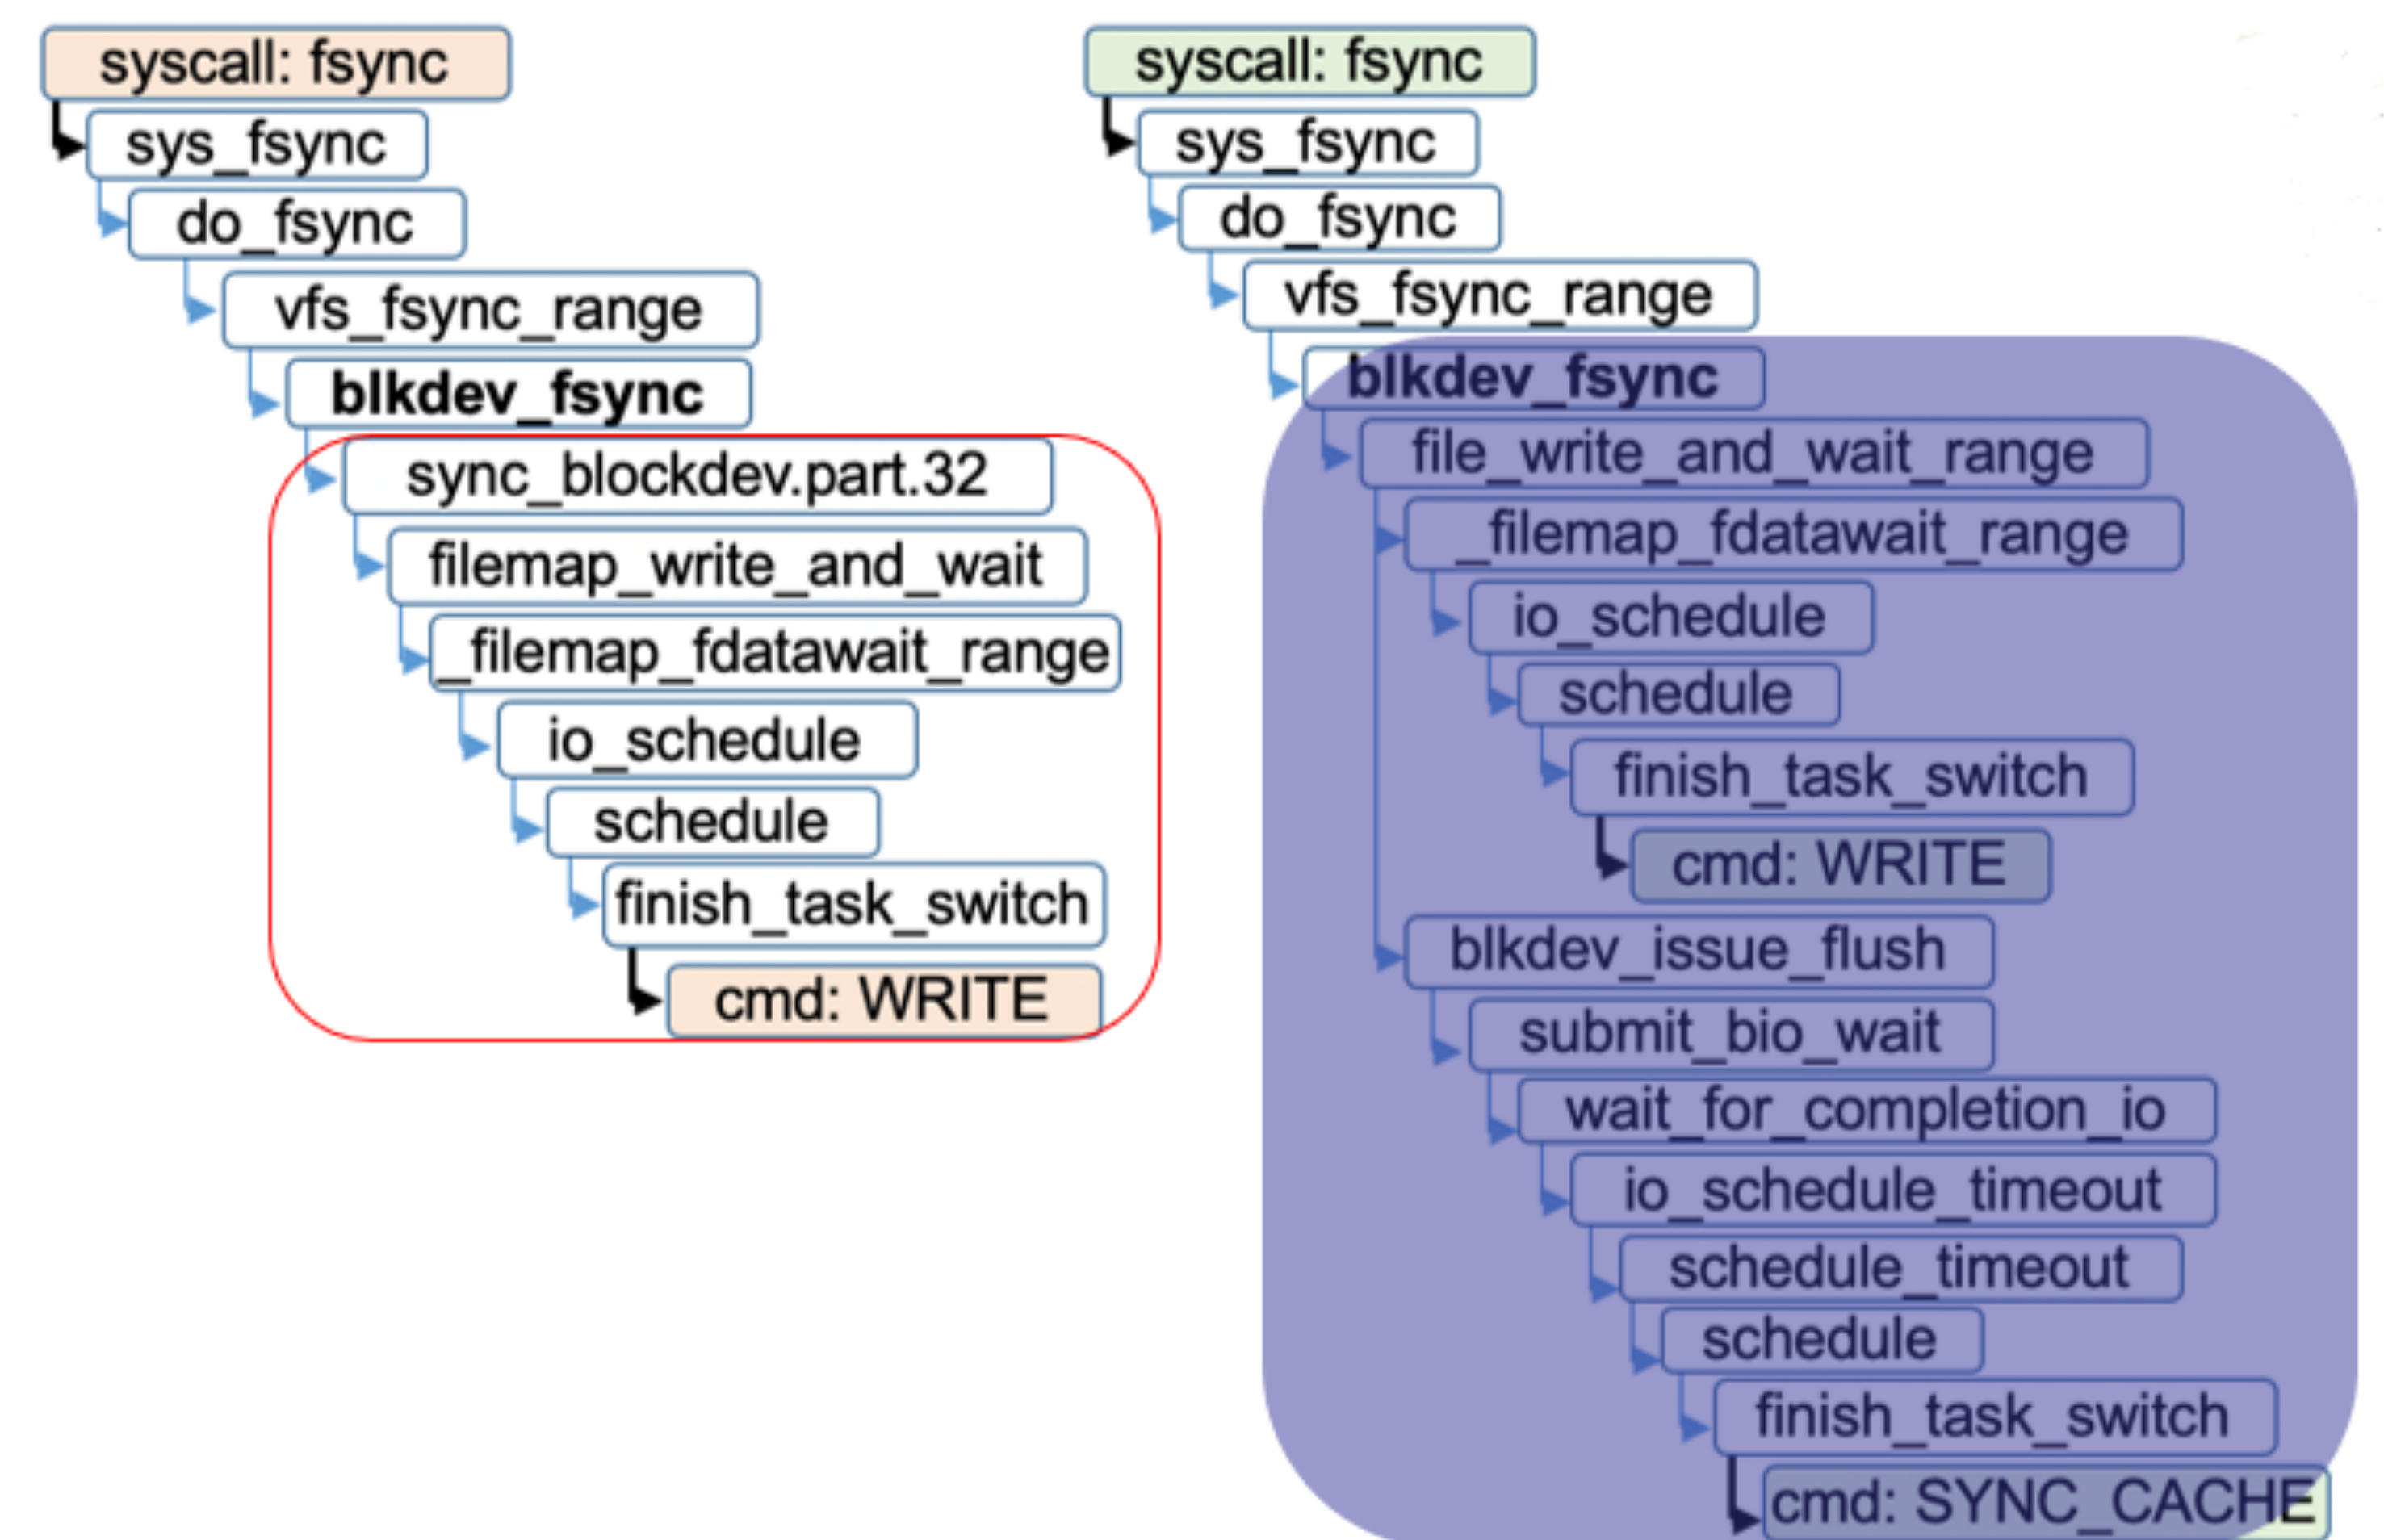 syscall: fsync
sys_fsync
do_fsync
vfs_fsync_range
blkdev_fsync
sync_blockdev.part.32
filemap_write_and_wait
_filemap_fdatawait_range
io_schedule
schedule
finish_task_switch
cmd: WRITE
syscall: fsync
sys_fsync
do_fsync
vfs_fsync_range
blkdev_fsync
file_write_and_wait_range
_filemap_fdatawait_range
io_schedule
schedule
finish_task_switch
cmd: WRITE
blkdev_issue_flush
submit_bio_wait
wait_for_completion_io
io_schedule_timeout
schedule_timeout
schedule
finish_task_switch
cmd: SYNC_CACHE